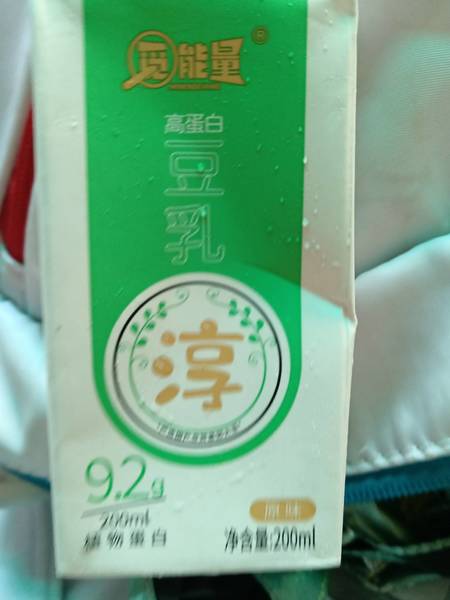 觅能量®
高蛋白
豆乳
淳
9.2g
200ml
植物蛋白
原味
净含量:200ml